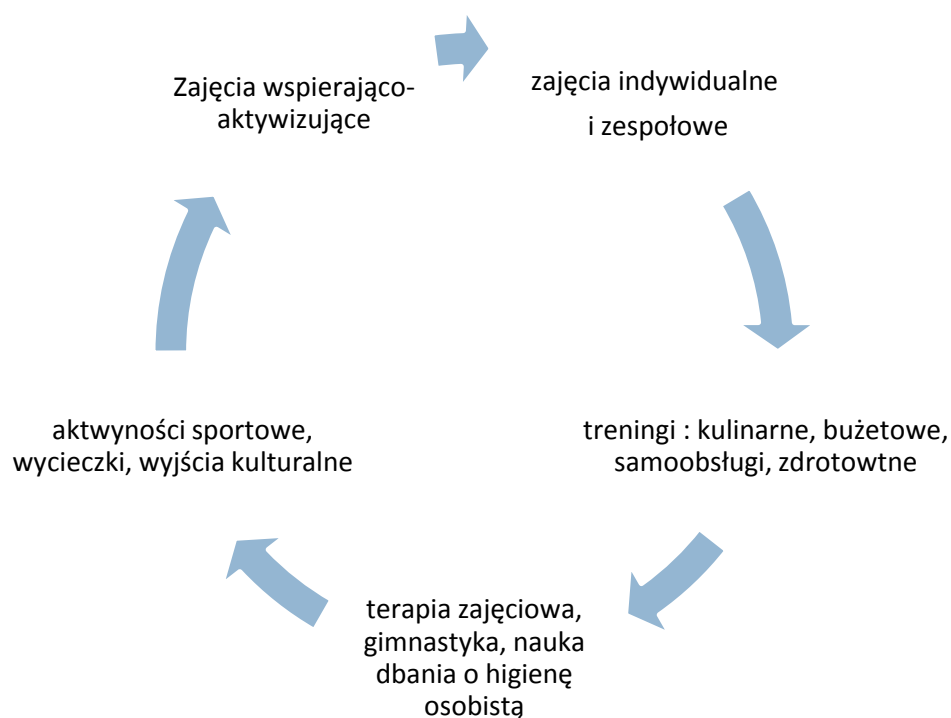 Zajęcia wspierająco-
aktywizujące
zajęcia indywidualne
i zespołowe
treningi : kulinarne, bużetowe,
samoobsługi, zdrotowtne
terapia zajęciowa,
gimnastyka, nauka
dbania o higienę
osobistą
aktwyności sportowe,
wycieczki, wyjścia kulturalne